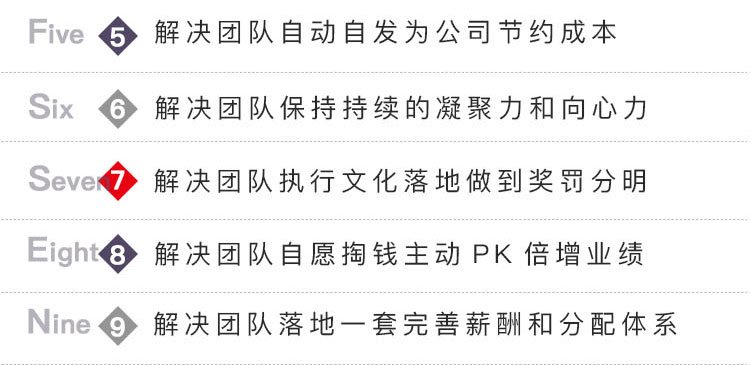 Five 5 解决团队自动自发为公司节约成本
Six 6 解决团队保持持续的凝聚力和向心力
Seven 7 解决团队执行文化落地做到奖罚分明
Eight 8 解决团队自愿掏钱主动 PK 倍增业绩
Nine 9 解决团队落地一套完善薪酬和分配体系